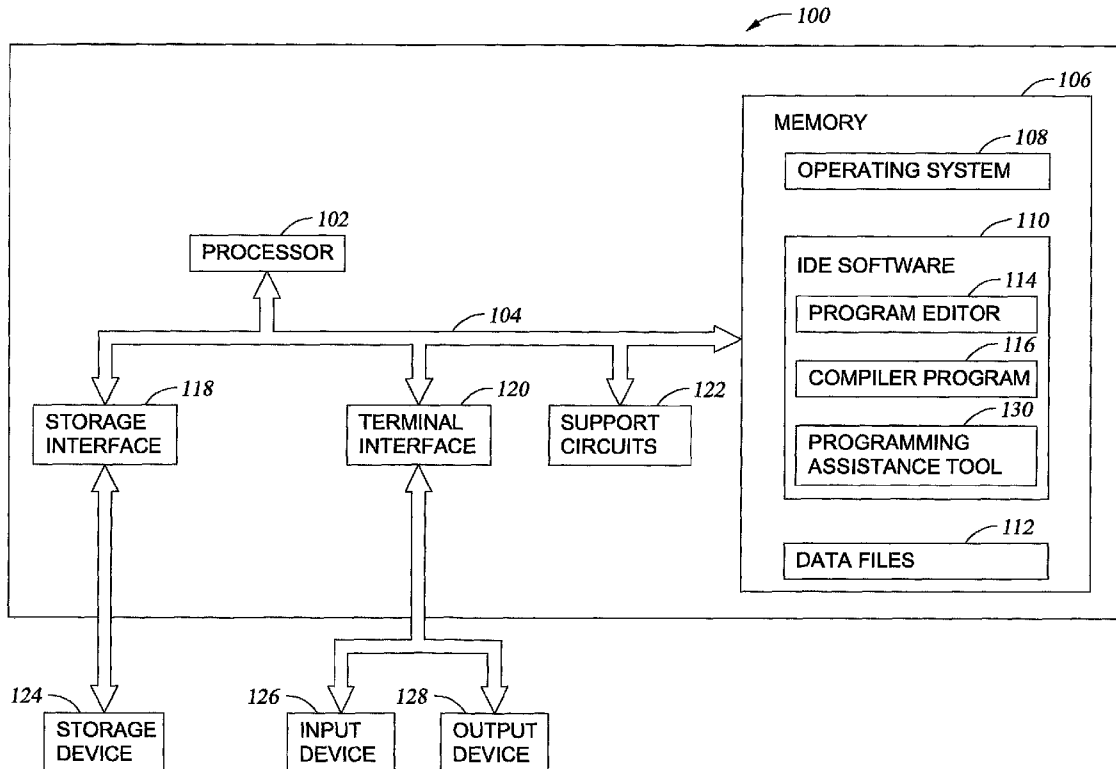 100
106
MEMORY
108
OPERATING SYSTEM
102
PROCESSOR
110
IDE SOFTWARE
114
PROGRAM EDITOR
104
116
COMPILER PROGRAM
118
STORAGE
INTERFACE
120
TERMINAL
INTERFACE
122
SUPPORT
CIRCUITS
130
PROGRAMMING
ASSISTANCE TOOL
112
DATA FILES
124
STORAGE
DEVICE
126
INPUT
DEVICE
128
OUTPUT
DEVICE